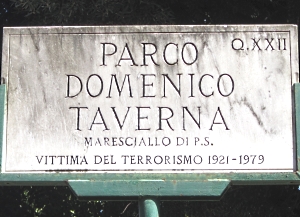 PARCO Q.XXII
DOMENICO
TAVERNA
MARESCIALLO DI P.S.
VITTIMA DEL TERRORISMO 1921-1979